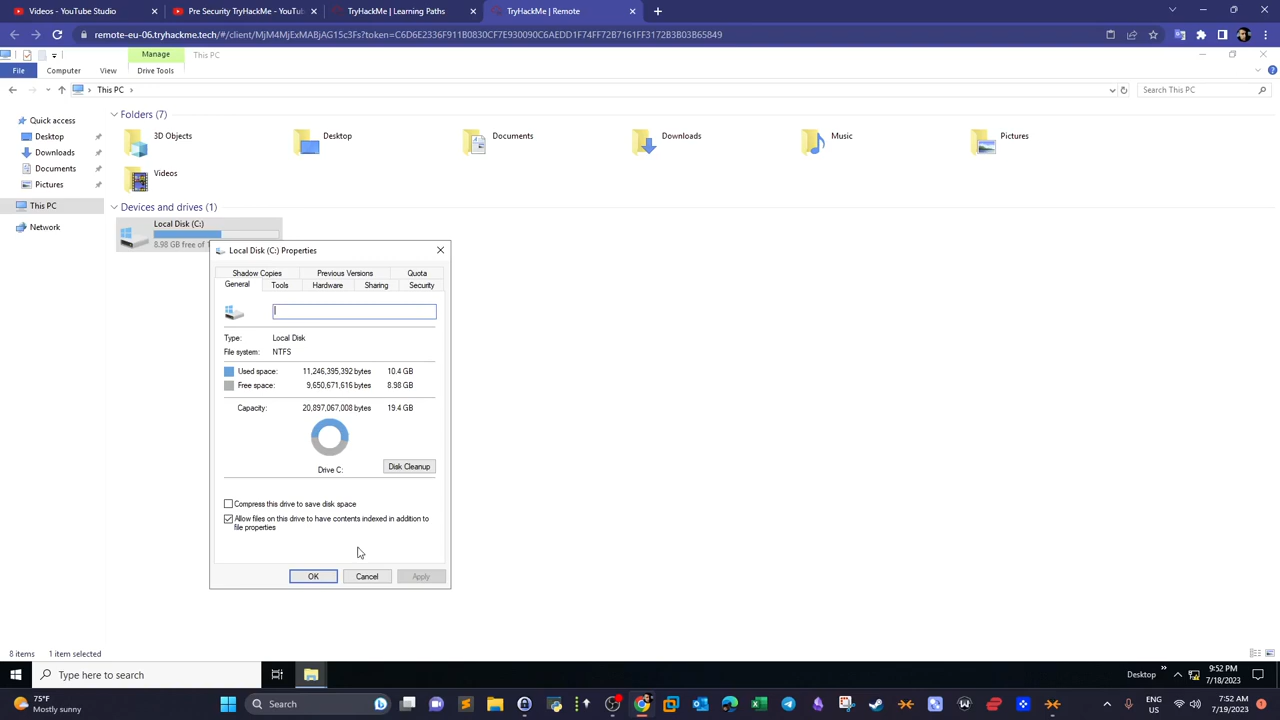 Videos - YouTube Studio
Pre Security TryHackMe - YouTub
TryHackMe | Learning Paths
TryHackMe | Remote
remote-eu-06.tryhackme.tech/#/client/MjM4MjExMABjAG15c3Fs?token=C6D6E2336F911B0830CF7E930090C6AEDD1F74FF72B7161FF3172B3B03B65849
Manage
This PC
File
Computer
View
Drive Tools
This PC
Search This PC
Quick access
Desktop
Downloads
Documents
Pictures
This PC
Network
Folders (7)
3D Objects
Desktop
Documents
Downloads
Music
Pictures
Videos
Devices and drives (1)
Local Disk (C:)
8.98 GB free of
Local Disk (C:) Properties
Shadow Copies
Previous Versions
Quota
General
Tools
Hardware
Sharing
Security
Type: Local Disk
File system: NTFS
Used space: 11,246,395,392 bytes 10.4 GB
Free space: 9,650,671,616 bytes 8.98 GB
Capacity: 20,897,067,008 bytes 19.4 GB
Drive C:
Disk Cleanup
Compress this drive to save disk space
Allow files on this drive to have contents indexed in addition to
file properties
OK
Cancel
Apply
8 items
1 item selected
Type here to search
Desktop
9:52 PM
7/18/2023
75°F
Mostly sunny
Search
ENG
US
7:52 AM
7/19/2023